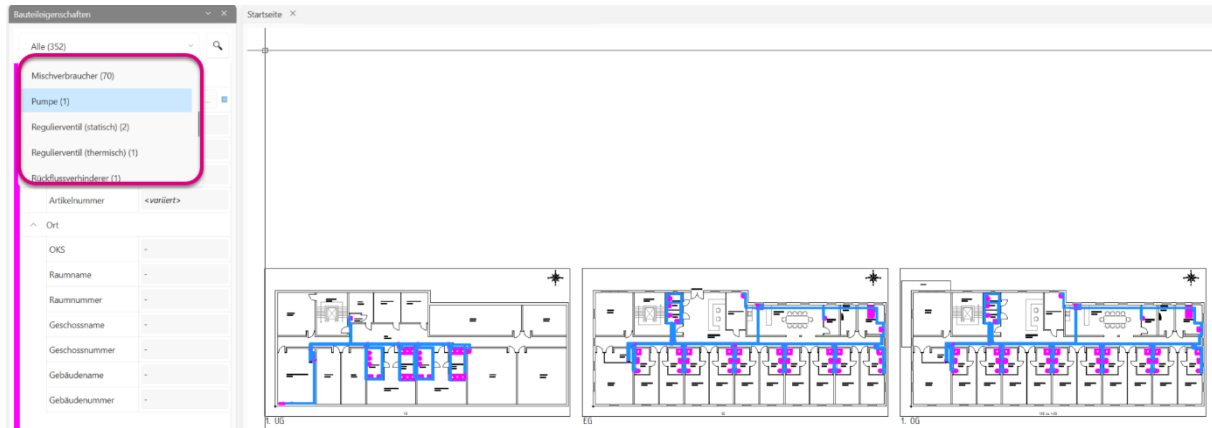 Bauteileigenschaften
Startseite
Alle (352)
Mischverbraucher (70)
Pumpe (1)
Regulierventil (statisch) (2)
Regulierventil (thermisch) (1)
Rückflussverhinderer (1)
Artikelnummer <variiert>
Ort
OKS -
Raumname -
Raumnummer -
Geschossname -
Geschossnummer -
Gebäudename -
Gebäudenummer -
1. UG EG 1. OG